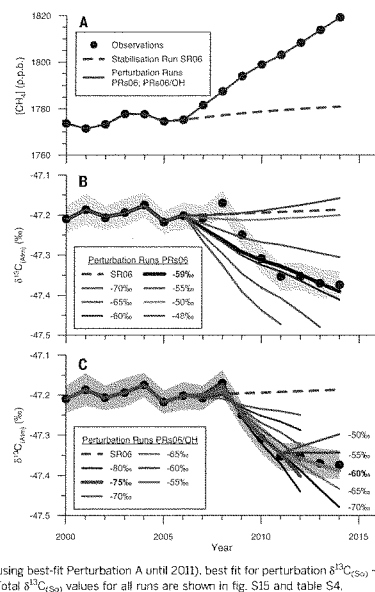 A
1820
1800
1780
1760
[CH4] (p.p.b.)
Observations
Stabilisation Run SR06
Perturbation Runs
PRs06; PRs06/OH
B
-47.1
-47.2
-47.3
-47.4
-47.5
δ13C(Atm) (‰)
Perturbation Runs PRs06
SR06
-70‰
-65‰
-60‰
-59‰
-55‰
-50‰
-48‰
C
-47.1
-47.2
-47.3
-47.4
-47.5
δ13C(Atm) (‰)
Perturbation Runs PRs06/OH
SR06
-80‰
-75‰
-70‰
-65‰
-60‰
-55‰
-50‰
-55‰
-60‰
-65‰
-70‰
2000
2005
2010
2015
Year
using best-fit Perturbation A until 2011). best fit for perturbation δ13C(So) -
Total δ13C(So) values for all runs are shown in fig. S15 and table S4.